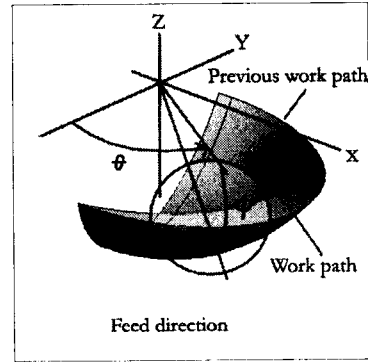 Z
Y
Previous work path
X
θ
Work path
Feed direction